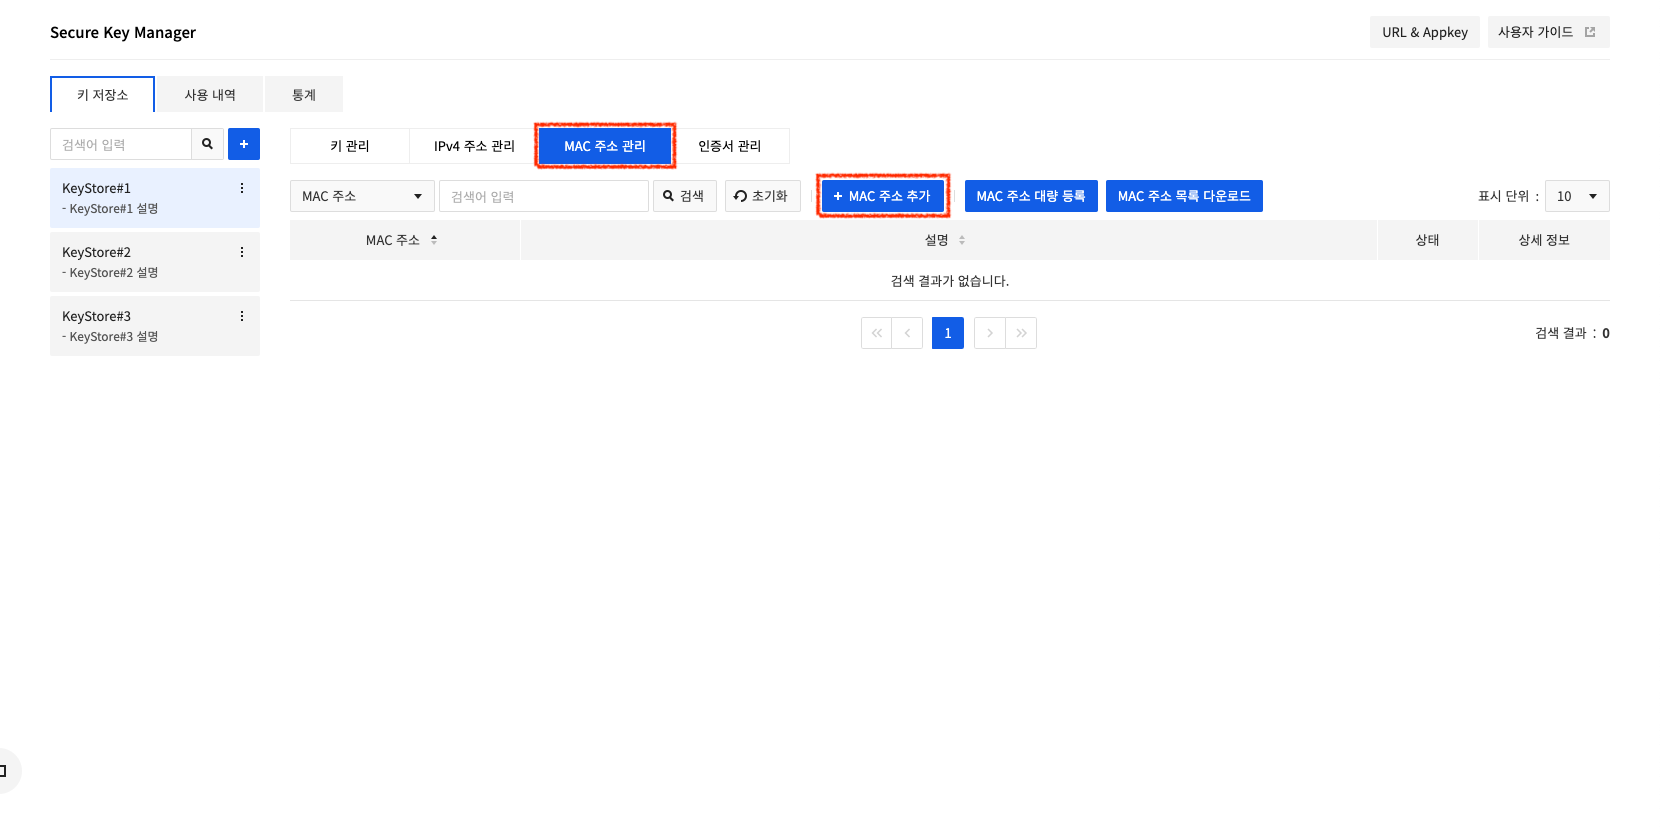 Secure Key Manager
URL & Appkey
사용자 가이드
키 저장소
사용 내역
통계
검색어 입력
+
KeyStore#1
- KeyStore#1 설명
KeyStore#2
- KeyStore#2 설명
KeyStore#3
- KeyStore#3 설명
키 관리
IPv4 주소 관리
MAC 주소 관리
인증서 관리
MAC 주소
검색어 입력
검색
초기화
+ MAC 주소 추가
MAC 주소 대량 등록
MAC 주소 목록 다운로드
표시 단위 : 10
MAC 주소
설명
상태
상세 정보
검색 결과가 없습니다.
1
검색 결과 : 0